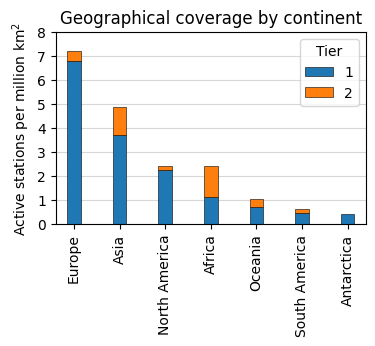 Geographical coverage by continent
Active stations per million km²
8
7
6
5
4
3
2
1
0
Tier
1
2
Europe
Asia
North America
Africa
Oceania
South America
Antarctica